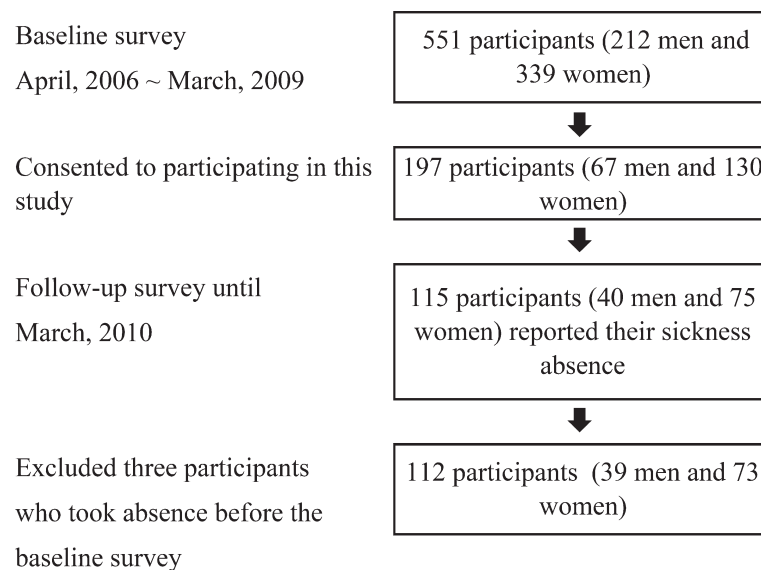 Baseline survey
April, 2006 ~ March, 2009
551 participants (212 men and
339 women)
Consented to participating in this
study
197 participants (67 men and 130
women)
Follow-up survey until
March, 2010
115 participants (40 men and 75
women) reported their sickness
absence
Excluded three participants
who took absence before the
baseline survey
112 participants  (39 men and 73
women)